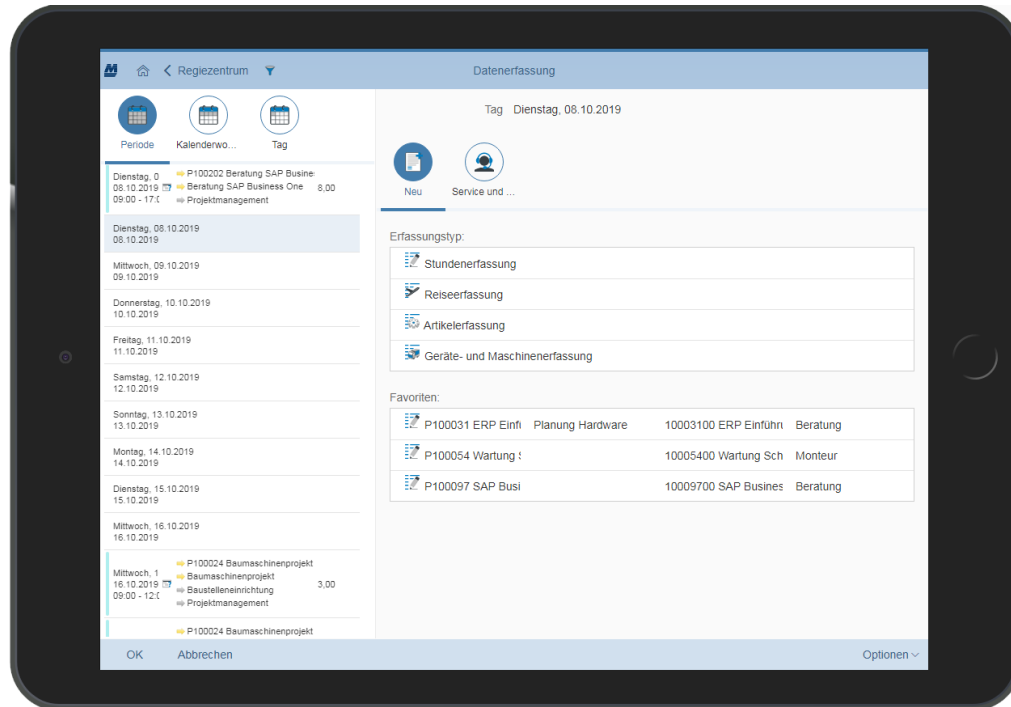 Regiezentrum
Datenerfassung
Periode
Kalenderwo...
Tag
Dienstag, 0
08.10.2019
09:00 - 17:0
P100202 Beratung SAP Busine
Beratung SAP Business One
Projektmanagement
8,00
Dienstag, 08.10.2019
08.10.2019
Mittwoch, 09.10.2019
09.10.2019
Donnerstag, 10.10.2019
10.10.2019
Freitag, 11.10.2019
11.10.2019
Samstag, 12.10.2019
12.10.2019
Sonntag, 13.10.2019
13.10.2019
Montag, 14.10.2019
14.10.2019
Dienstag, 15.10.2019
15.10.2019
Mittwoch, 16.10.2019
16.10.2019
Mittwoch, 1
16.10.2019
09:00 - 12:0
P100024 Baumaschinenprojekt
Baumaschinenprojekt
Baustelleneinrichtung
Projektmanagement
3,00
P100024 Baumaschinenprojekt
Tag Dienstag, 08.10.2019
Neu
Service und ...
Erfassungstyp:
Stundenerfassung
Reiseerfassung
Artikelerfassung
Geräte- und Maschinenerfassung
Favoriten:
P100031 ERP Einfü Planung Hardware 10003100 ERP Einführu Beratung
P100054 Wartung S 10005400 Wartung Sch Monteur
P100097 SAP Busi 10009700 SAP Busines Beratung
OK Abbrechen Optionen